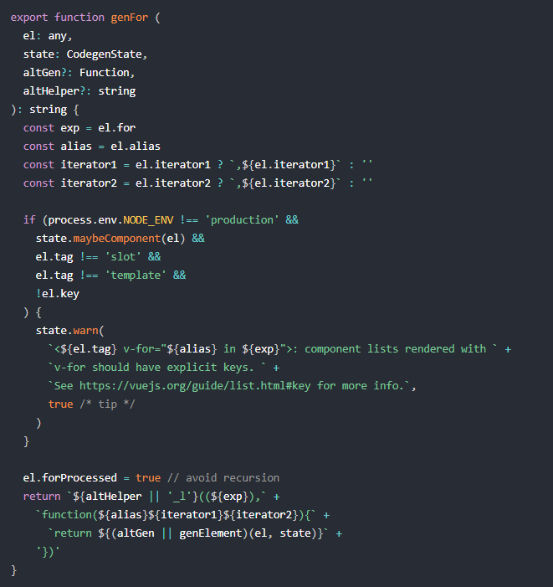 export function genFor (
  el: any,
  state: CodegenState,
  altGen?: Function,
  altHelper?: string
): string {
  const exp = el.for
  const alias = el.alias
  const iterator1 = el.iterator1 ? `,${el.iterator1}` : ''
  const iterator2 = el.iterator2 ? `,${el.iterator2}` : ''
  if (process.env.NODE_ENV !== 'production' &&
    state.maybeComponent(el) &&
    el.tag !== 'slot' &&
    el.tag !== 'template' &&
    !el.key
  ) {
    state.warn(
      `<${el.tag} v-for="${alias} in ${exp}">: component lists rendered with ` +
      `v-for should have explicit keys. ` +
      `See https://vuejs.org/guide/list.html#key for more info.`,
      true /* tip */
    )
  }
  el.forProcessed = true // avoid recursion
  return `${altHelper || '_l'}((${exp}),` +
    `function(${alias}${iterator1}${iterator2}){` +
      `return ${(altGen || genElement)(el, state)}` +
    '})'
}